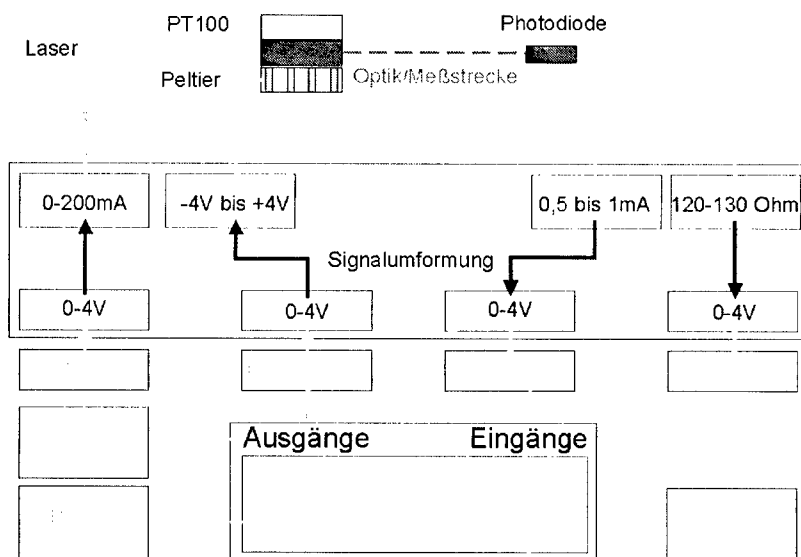 PT100
Photodiode
Laser
Peltier
Optik/Meßstrecke
0-200mA
-4V bis +4V
0,5 bis 1mA
120-130 Ohm
Signalumformung
0-4V
0-4V
0-4V
0-4V
Ausgänge
Eingänge